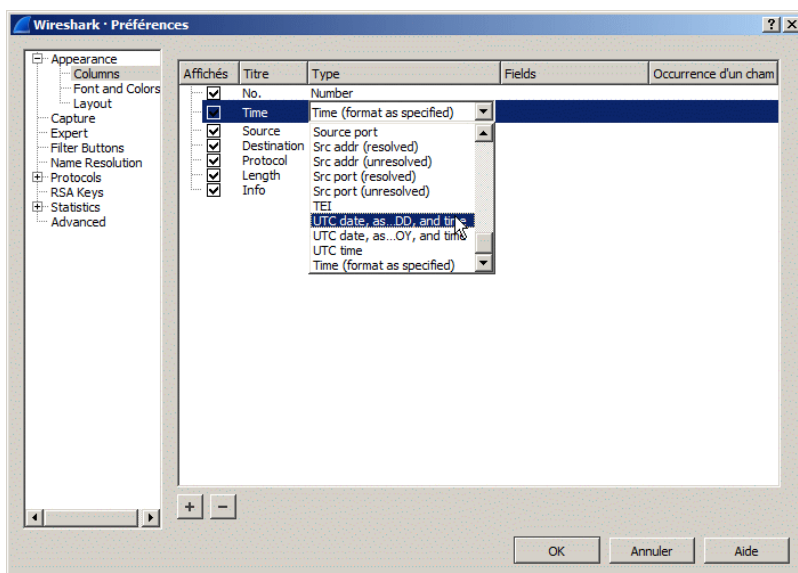 Wireshark · Préférences
Appearance
Columns
Font and Colors
Layout
Capture
Expert
Filter Buttons
Name Resolution
Protocols
RSA Keys
Statistics
Advanced
Affichés Titre Type Fields Occurrence d'un cham
No. Number
Time Time (format as specified)
Source
Destination
Protocol
Length
Info
Source port
Src addr (resolved)
Src addr (unresolved)
Src port (resolved)
Src port (unresolved)
TEI
UTC date, as...DD, and time
UTC date, as...OY, and time
UTC time
Time (format as specified)
+ −
OK Annuler Aide